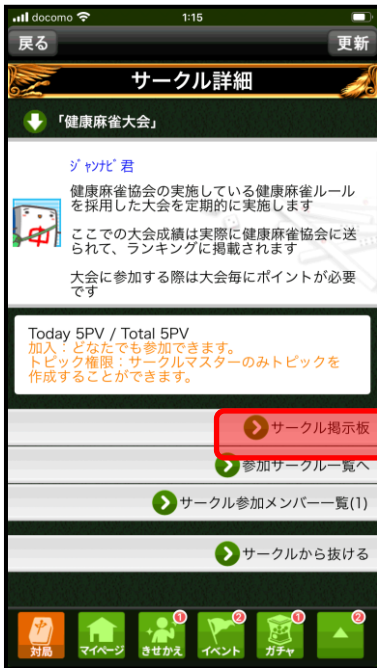 docomo
1:15
戻る
更新
サークル詳細
「健康麻雀大会」
ｼﾞｬﾝﾅﾋﾞ君
健康麻雀協会の実施している健康麻雀ルール
を採用した大会を定期的に実施します
ここでの大会成績は実際に健康麻雀協会に送
られて、ランキングに掲載されます
大会に参加する際は大会毎にポイントが必要
です
中
Today 5PV / Total 5PV
加入：どなたでも参加できます。
トピック権限：サークルマスターのみトピックを
作成することができます。
サークル掲示板
参加サークル一覧へ
サークル参加メンバー一覧(1)
サークルから抜ける
1
2
1
2
対局
マイページ
きせかえ
イベント
ガチャ